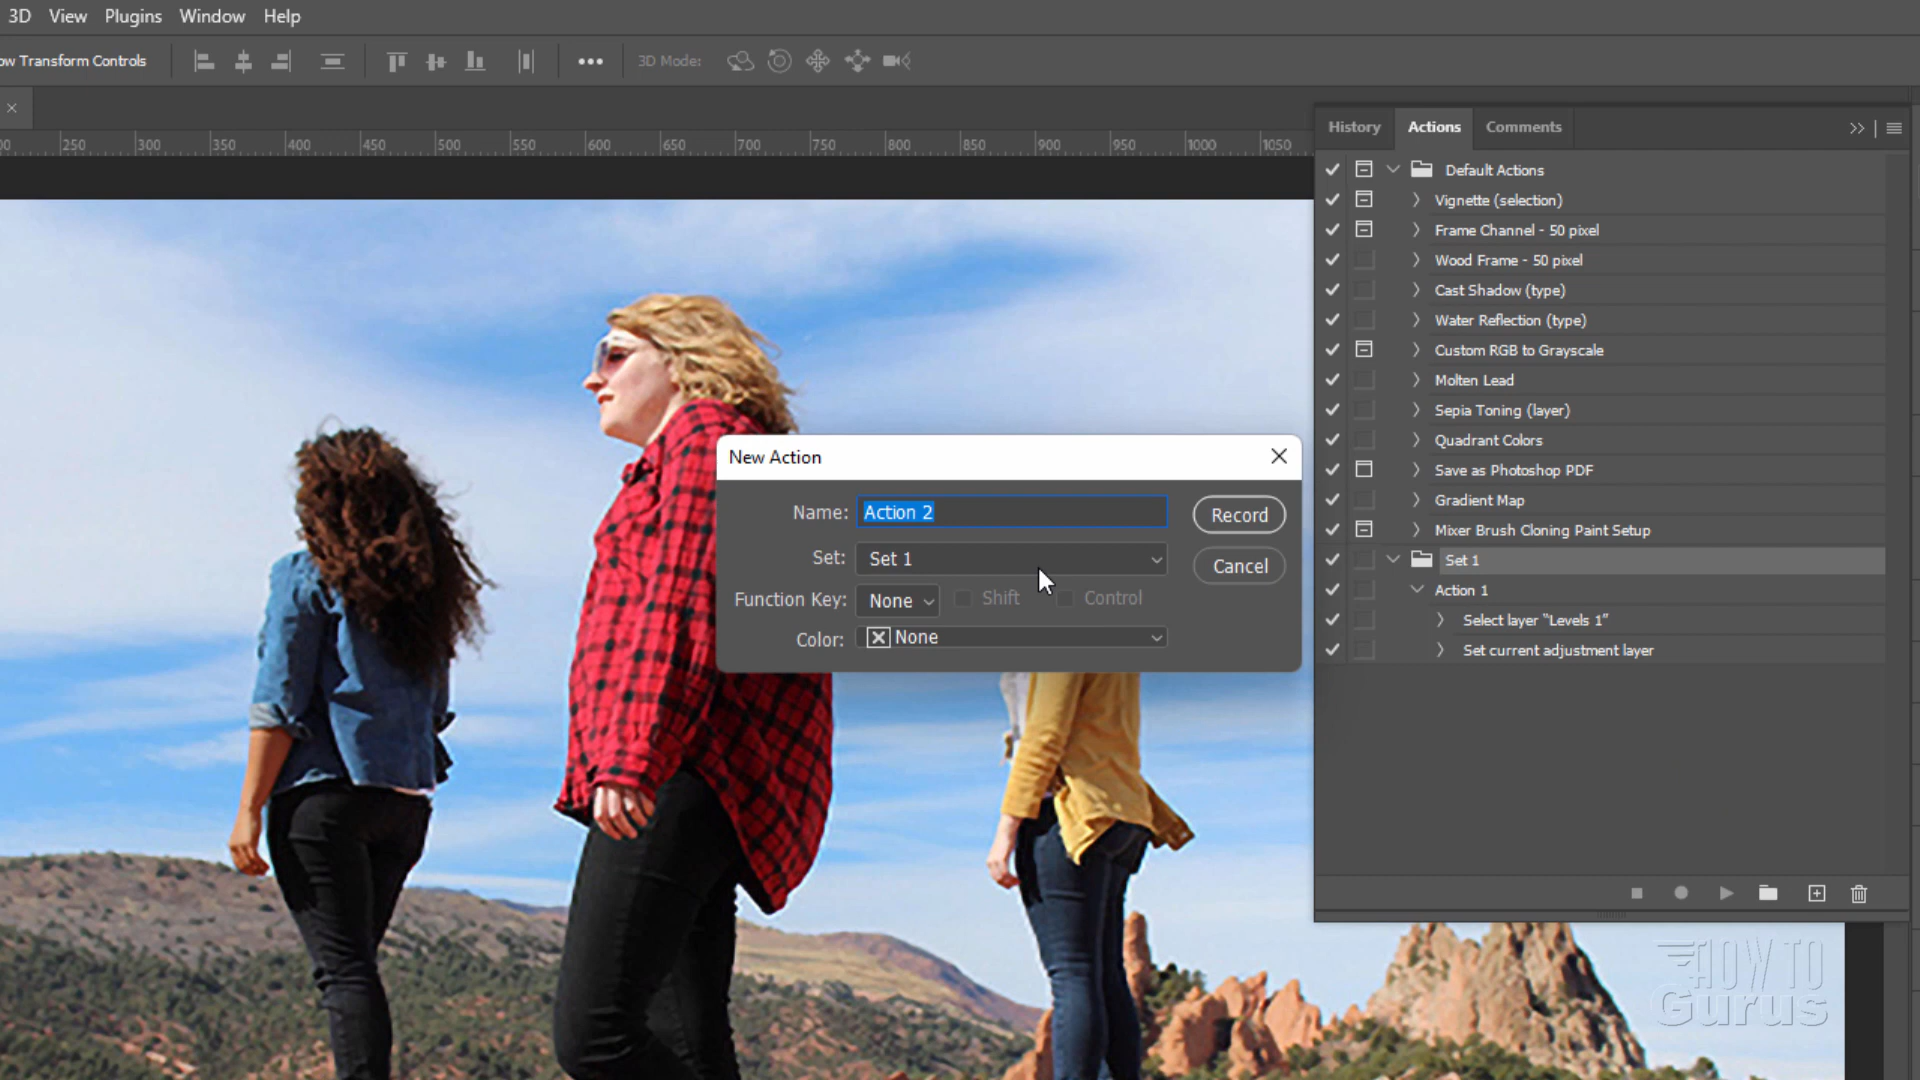 3D View Plugins Window Help
ow Transform Controls
3D Mode:
250 300 350 400 450 500 550 600 650 700 750 800 850 900 950 1000 1050
History Actions Comments
Default Actions
Vignette (selection)
Frame Channel - 50 pixel
Wood Frame - 50 pixel
Cast Shadow (type)
Water Reflection (type)
Custom RGB to Grayscale
Molten Lead
Sepia Toning (layer)
Quadrant Colors
Save as Photoshop PDF
Gradient Map
Mixer Brush Cloning Paint Setup
Set 1
Action 1
Select layer “Levels 1”
Set current adjustment layer
New Action
Name: Action 2 Record
Set: Set 1 Cancel
Function Key: None Shift Control
Color: None
HOW TO
Gurus